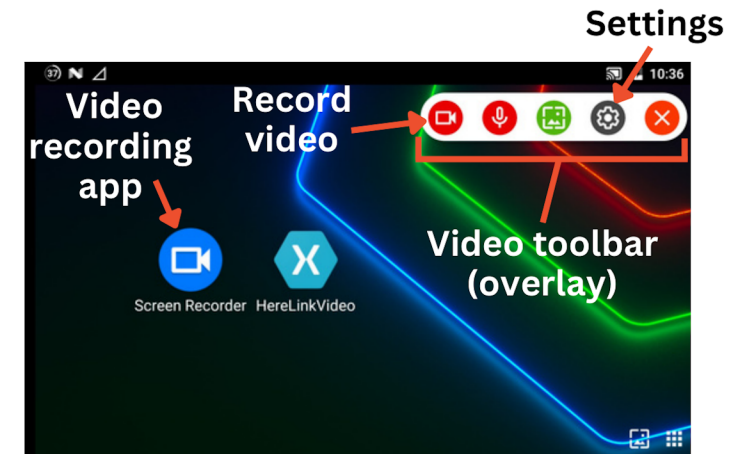 Settings
37
10:36
Video
recording
app
Record
video
Video toolbar
(overlay)
X
Screen Recorder
HereLinkVideo